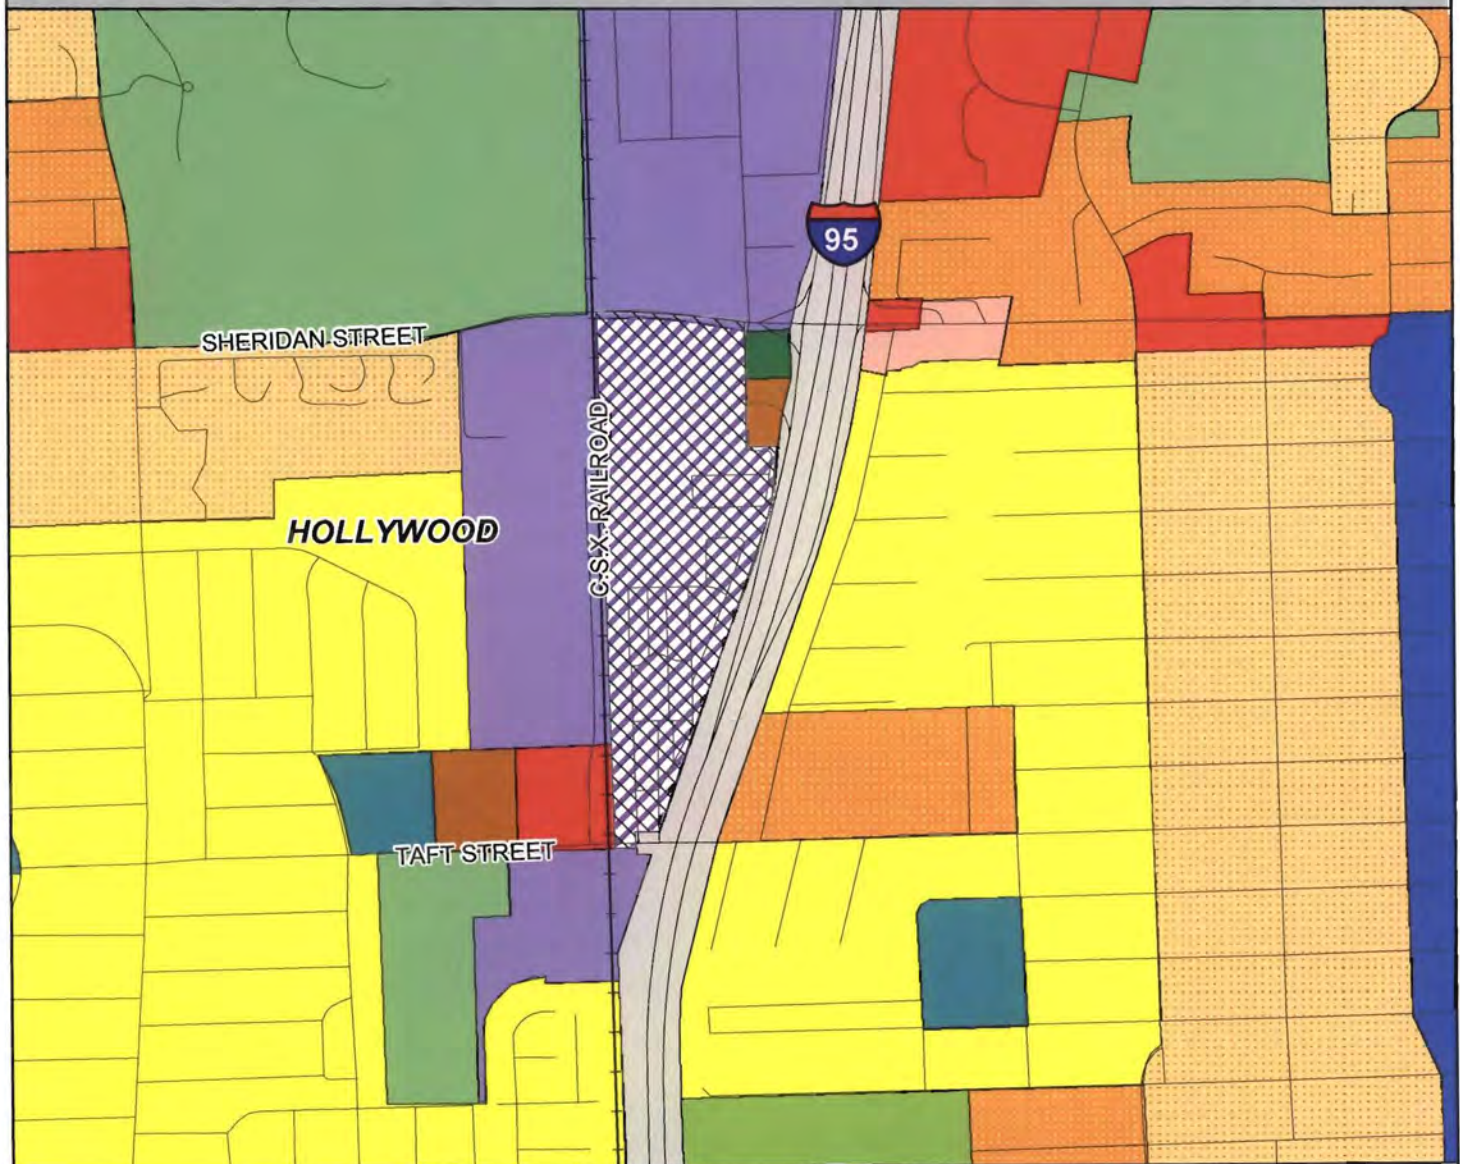 95
SHERIDAN STREET
C.S.X. RAILROAD
HOLLYWOOD
TAFT STREET